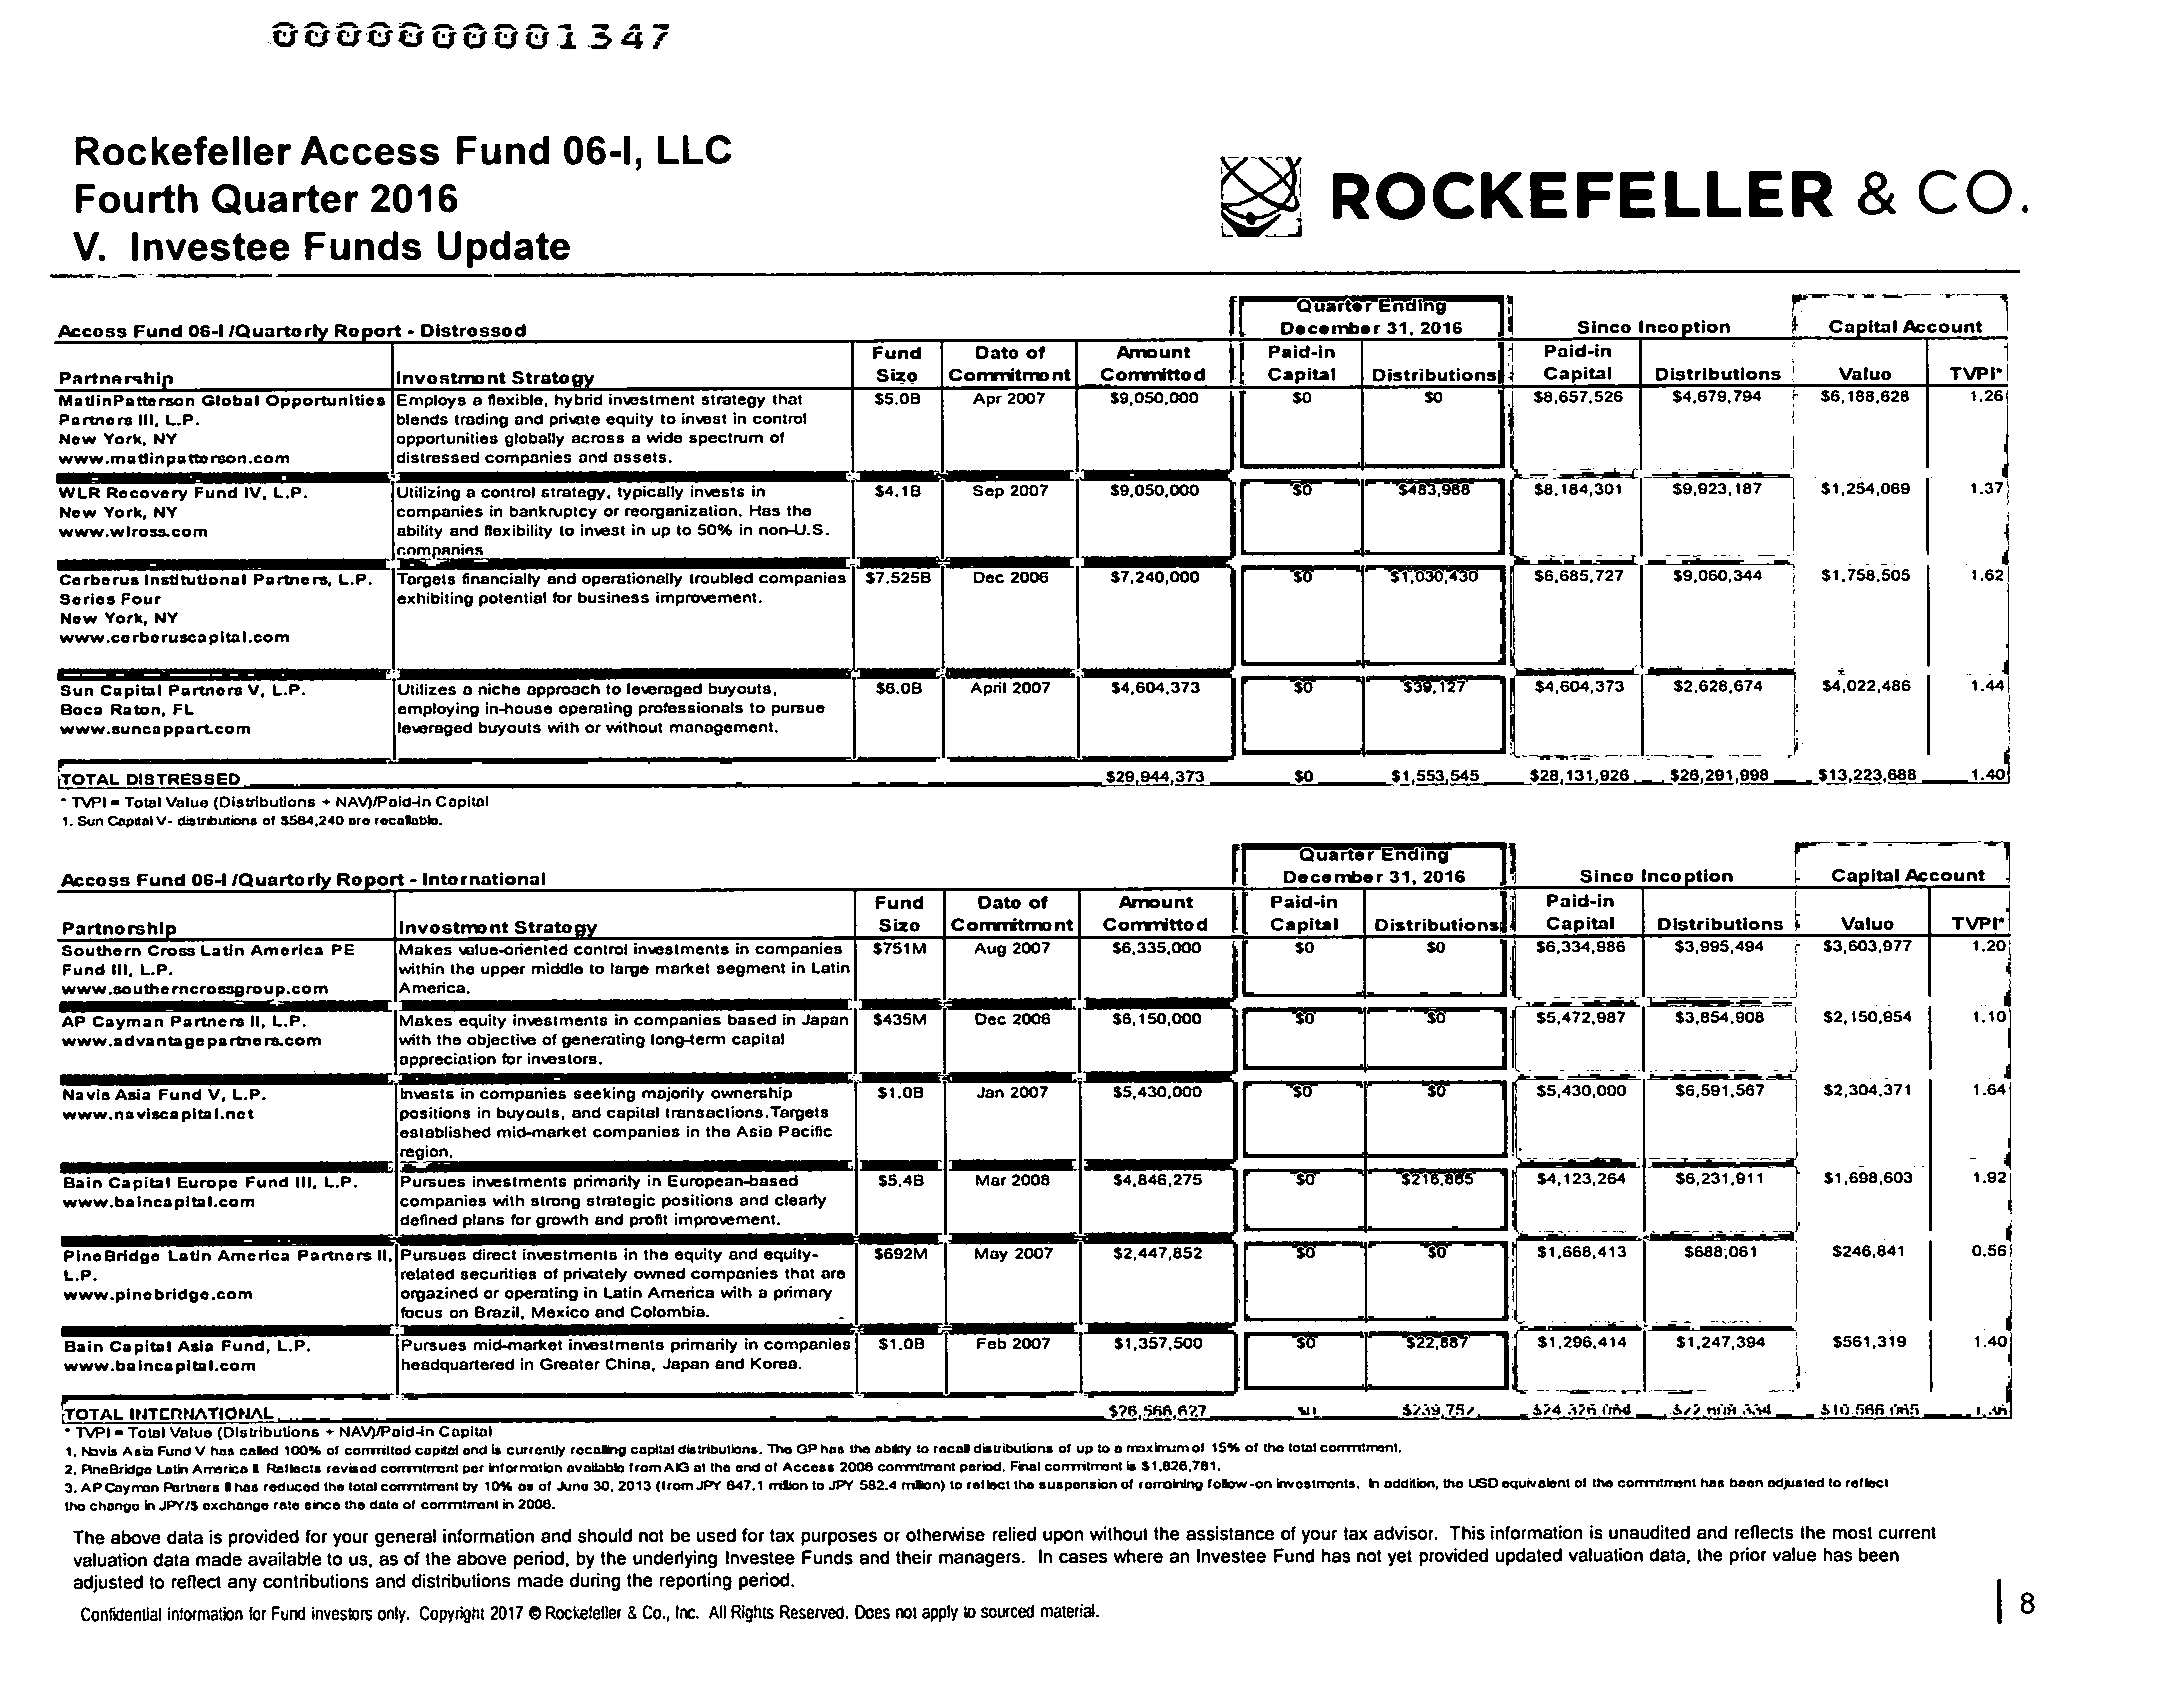 0000000001347
Rockefeller Access Fund 06-I, LLC
Fourth Quarter 2016
V. Investee Funds Update
ROCKEFELLER & CO.
Quarter Ending
Access Fund 06-I /Quarterly Report - Distressed December 31, 2016 Since Inception Capital Account
Fund Date of Amount Paid-in Paid-in
Partnership Investment Strategy Size Commitment Committed Capital Distributions Capital Distributions Value TVPI*
MatlinPatterson Global Opportunities Employs a flexible, hybrid investment strategy that $5.0B Apr 2007 $9,050,000 $0 $0 $8,657,526 $4,679,794 $6,188,628 1.26
Partners III, L.P. blends trading and private equity to invest in control
New York, NY opportunities globally across a wide spectrum of
www.matlinpatterson.com distressed companies and assets.
WLR Recovery Fund IV, L.P. Utilizing a control strategy, typically invests in $4.1B Sep 2007 $9,050,000 $0 $483,988 $8,184,301 $9,923,187 $1,254,069 1.37
New York, NY companies in bankruptcy or reorganization. Has the
www.wlross.com ability and flexibility to invest in up to 50% in non-U.S.
companies
Cerberus Institutional Partners, L.P. Targets financially and operationally troubled companies $7.525B Dec 2006 $7,240,000 $0 $1,030,430 $6,685,727 $9,060,344 $1,758,505 1.62
Series Four exhibiting potential for business improvement.
New York, NY
www.cerberuscapital.com
Sun Capital Partners V, L.P. Utilizes a niche approach to leveraged buyouts, $6.0B April 2007 $4,604,373 $0 $39,127 $4,604,373 $2,628,674 $4,022,486 1.44
Boca Raton, FL employing in-house operating professionals to pursue
www.suncappart.com leveraged buyouts with or without management.
TOTAL DISTRESSED $29,944,373 $0 $1,553,545 $28,131,926 $26,291,998 $13,223,688 1.40
* TVPI = Total Value (Distributions + NAV)/Paid-in Capital
1. Sun Capital V- distributions of $584,240 are recallable.
Quarter Ending
Access Fund 06-I /Quarterly Report - International December 31, 2016 Since Inception Capital Account
Fund Date of Amount Paid-in Paid-in
Partnership Investment Strategy Size Commitment Committed Capital Distributions Capital Distributions Value TVPI*
Southern Cross Latin America PE Makes value-oriented control investments in companies $751M Aug 2007 $6,335,000 $0 $0 $6,334,986 $3,995,494 $3,603,977 1.20
Fund III, L.P. within the upper middle to large market segment in Latin
www.southerncrossgroup.com America.
AP Cayman Partners II, L.P. Makes equity investments in companies based in Japan $435M Dec 2006 $6,150,000 $0 $0 $5,472,987 $3,854,908 $2,150,954 1.10
www.advantagepartners.com with the objective of generating long-term capital
appreciation for investors.
Navis Asia Fund V, L.P. Invests in companies seeking majority ownership $1.0B Jan 2007 $5,430,000 $0 $0 $5,430,000 $6,591,567 $2,304,371 1.64
www.naviscapital.net positions in buyouts, and capital transactions.Targets
established mid-market companies in the Asia Pacific
region.
Bain Capital Europe Fund III, L.P. Pursues investments primarily in European-based $5.4B Mar 2008 $4,846,275 $0 $216,865 $4,123,264 $6,231,911 $1,698,603 1.92
www.baincapital.com companies with strong strategic positions and clearly
defined plans for growth and profit improvement.
PineBridge Latin America Partners II, Pursues direct investments in the equity and equity- $692M May 2007 $2,447,852 $0 $0 $1,668,413 $688,061 $246,841 0.56
L.P. related securities of privately owned companies that are
www.pinebridge.com orgazined or operating in Latin America with a primary
focus on Brazil, Mexico and Colombia.
Bain Capital Asia Fund, L.P. Pursues mid-market investments primarily in companies $1.0B Feb 2007 $1,357,500 $0 $22,887 $1,296,414 $1,247,394 $561,319 1.40
www.baincapital.com headquartered in Greater China, Japan and Korea.
TOTAL INTERNATIONAL $26,566,627 $239,752
* TVPI = Total Value (Distributions + NAV)/Paid-in Capital
1. Navis Asia Fund V has called 100% of committed capital and is currently recalling capital distributions. The GP has the ability to recall distributions of up to a maximum of 15% of the total commitment.
2. PineBridge Latin America II Reflects revised commitment per information available from AIG at the end of Access 2006 commitment period. Final commitment is $1,826,781.
3. AP Cayman Partners II has reduced the total commitment by 10% as of June 30, 2013 (from JPY 647.1 million to JPY 582.4 million) to reflect the suspension of remaining follow-on investments. In addition, the USD equivalent of the commitment has been adjusted to reflect
the change in JPY/$ exchange rate since the date of commitment in 2006.
The above data is provided for your general information and should not be used for tax purposes or otherwise relied upon without the assistance of your tax advisor. This information is unaudited and reflects the most current
valuation data made available to us, as of the above period, by the underlying Investee Funds and their managers. In cases where an Investee Fund has not yet provided updated valuation data, the prior value has been
adjusted to reflect any contributions and distributions made during the reporting period.
Confidential information for Fund investors only. Copyright 2017 © Rockefeller & Co., Inc. All Rights Reserved. Does not apply to sourced material.
8